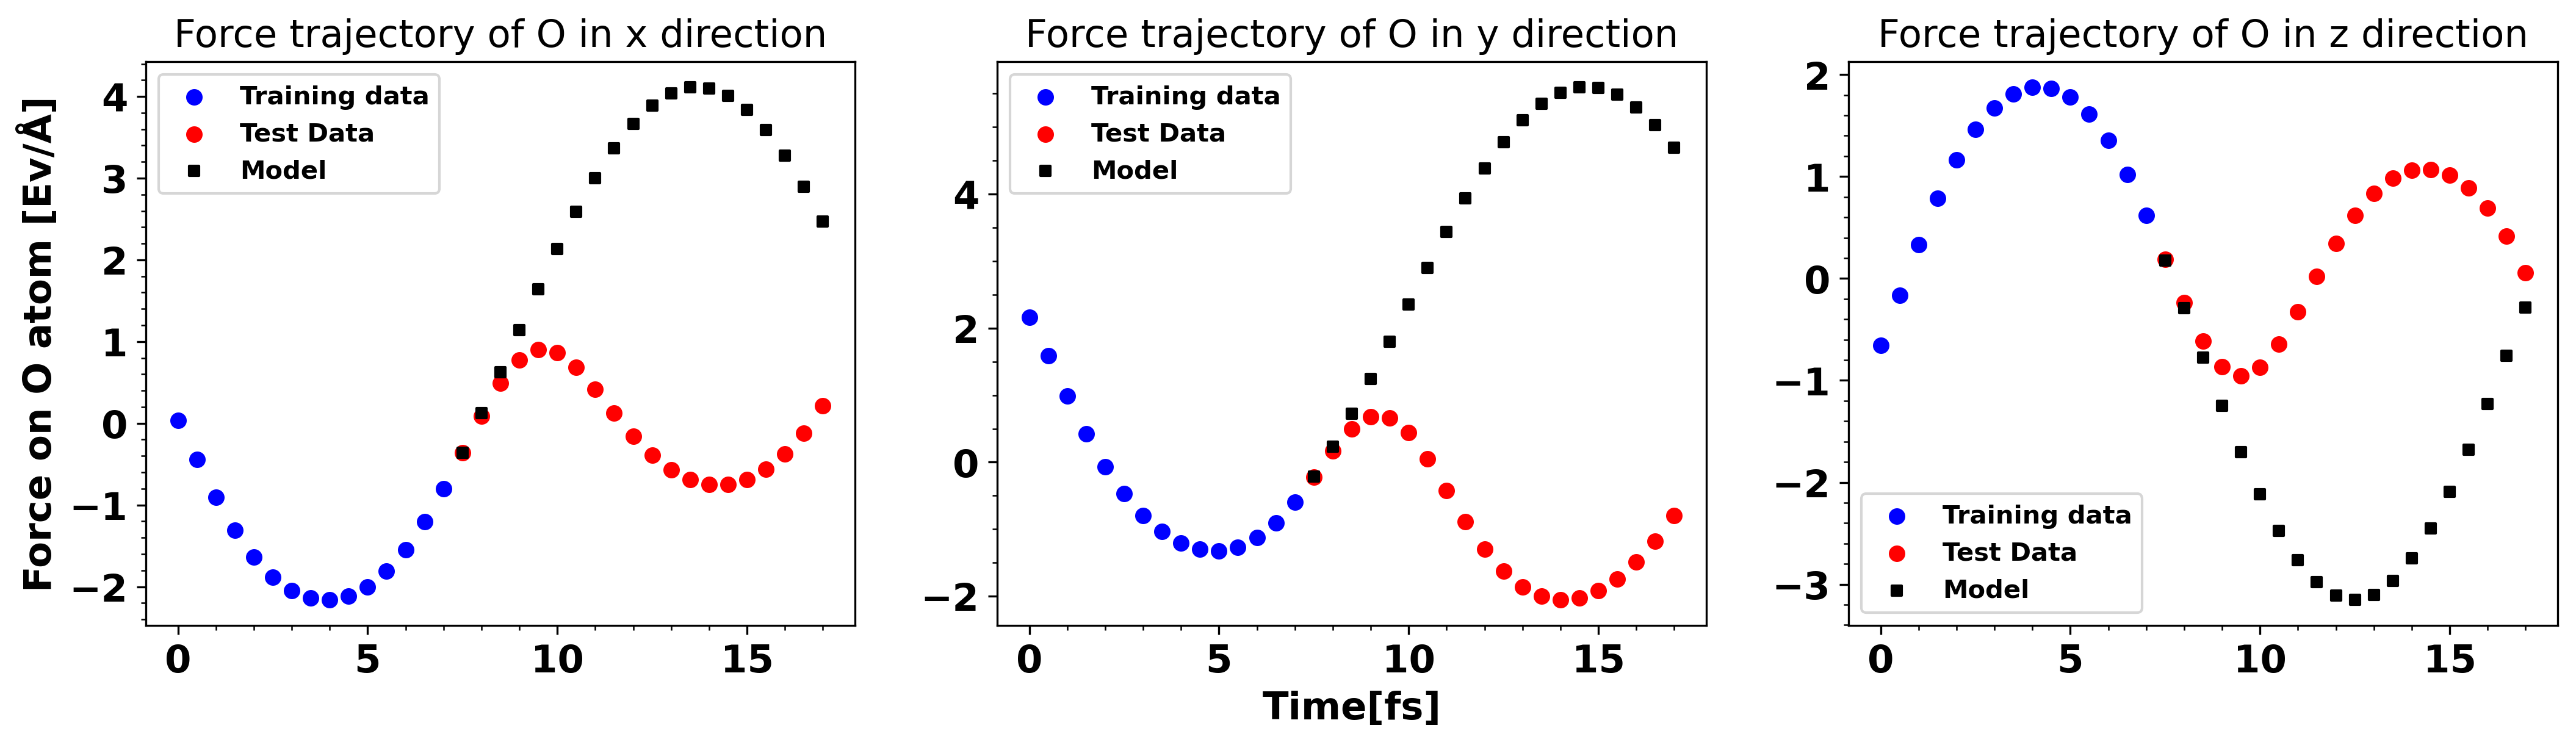 Force trajectory of O in x direction
Force trajectory of O in y direction
Force trajectory of O in z direction
Force on O atom [Ev/Å]
4
3
2
1
0
−1
−2
Training data
Test Data
Model
0 5 10 15
4
2
0
−2
Training data
Test Data
Model
0 5 10 15
2
1
0
−1
−2
−3
Training data
Test Data
Model
0 5 10 15
Time[fs]